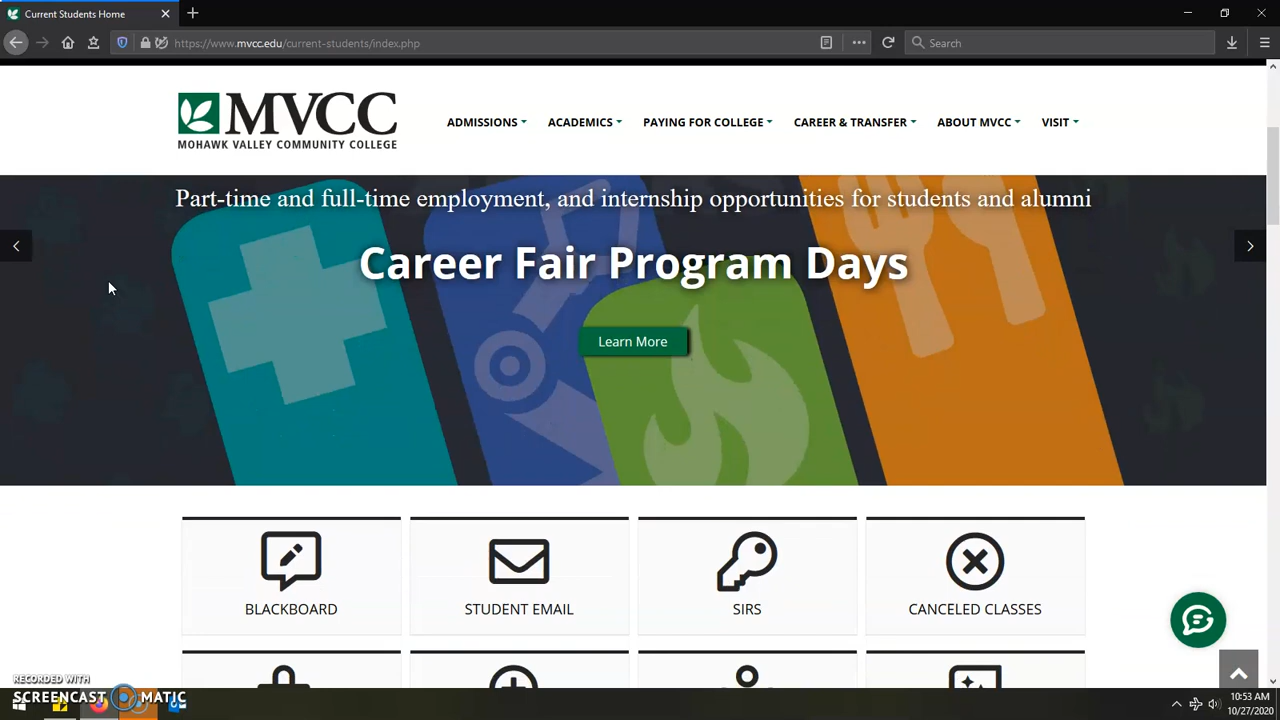 Current Students Home
https://www.mvcc.edu/current-students/index.php
Search
MVCC
MOHAWK VALLEY COMMUNITY COLLEGE
ADMISSIONS
ACADEMICS
PAYING FOR COLLEGE
CAREER & TRANSFER
ABOUT MVCC
VISIT
Part-time and full-time employment, and internship opportunities for students and alumni
Career Fair Program Days
Learn More
BLACKBOARD
STUDENT EMAIL
SIRS
CANCELED CLASSES
RECORDED WITH
SCREENCAST MATIC
10:53 AM
10/27/2020